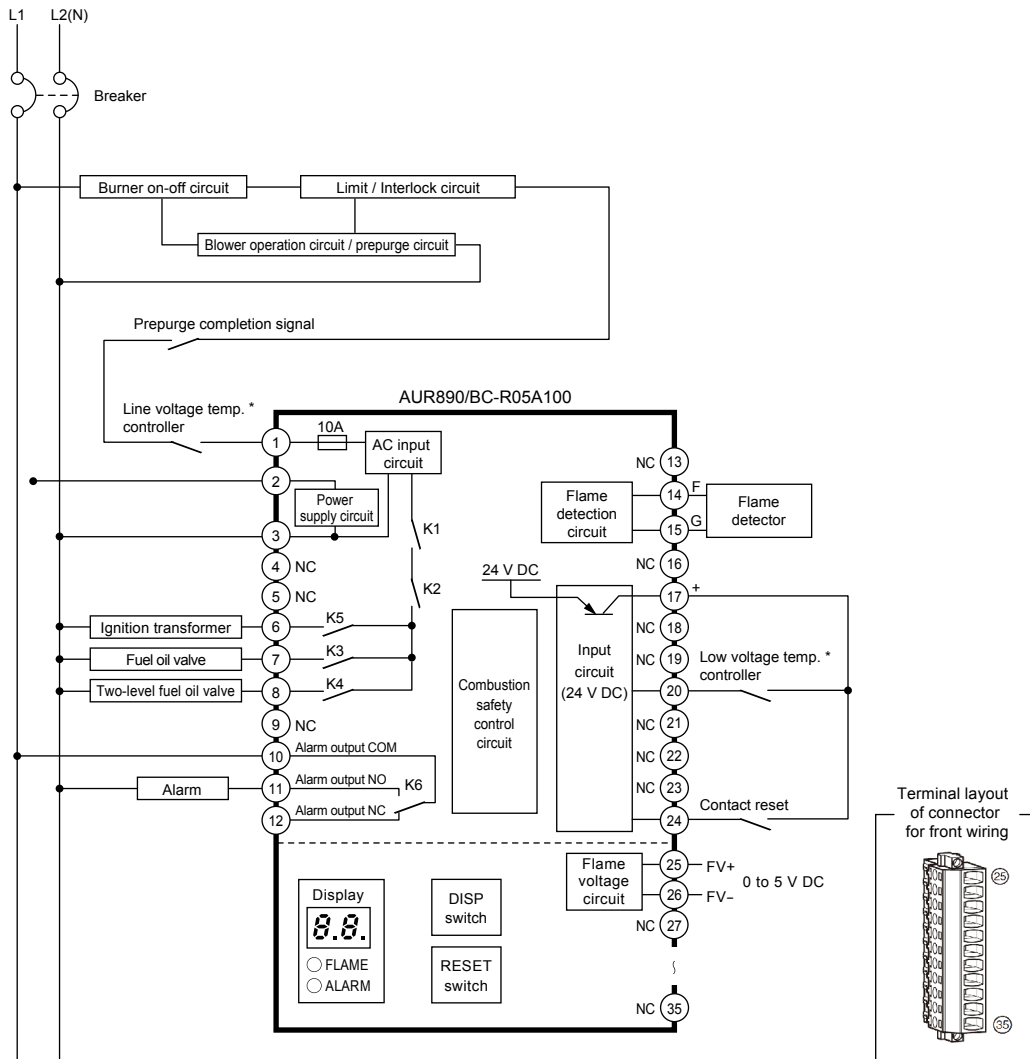 L1
L2(N)
Breaker
Burner on-off circuit
Limit / Interlock circuit
Blower operation circuit / prepurge circuit
Prepurge completion signal
AUR890/BC-R05A100
Line voltage temp. *
controller
1
10A
AC input
circuit
2
Power
supply circuit
3
K1
4
NC
K2
5
NC
Ignition transformer
6
K5
Fuel oil valve
7
K3
Two-level fuel oil valve
8
K4
9
NC
10
Alarm output COM
Alarm
11
Alarm output NO
K6
12
Alarm output NC
Combustion
safety
control
circuit
NC
13
Flame
detection
circuit
14
F
15
G
Flame
detector
NC
16
24 V DC
17
+
NC
18
Input
circuit
(24 V DC)
NC
19
Low voltage temp. *
controller
20
NC
21
NC
22
NC
23
24
Contact reset
Display
8.8.
FLAME
ALARM
DISP
switch
RESET
switch
Flame
voltage
circuit
25
FV+
0 to 5 V DC
26
FV−
NC
27
NC
35
Terminal layout
of connector
for front wiring
25
35